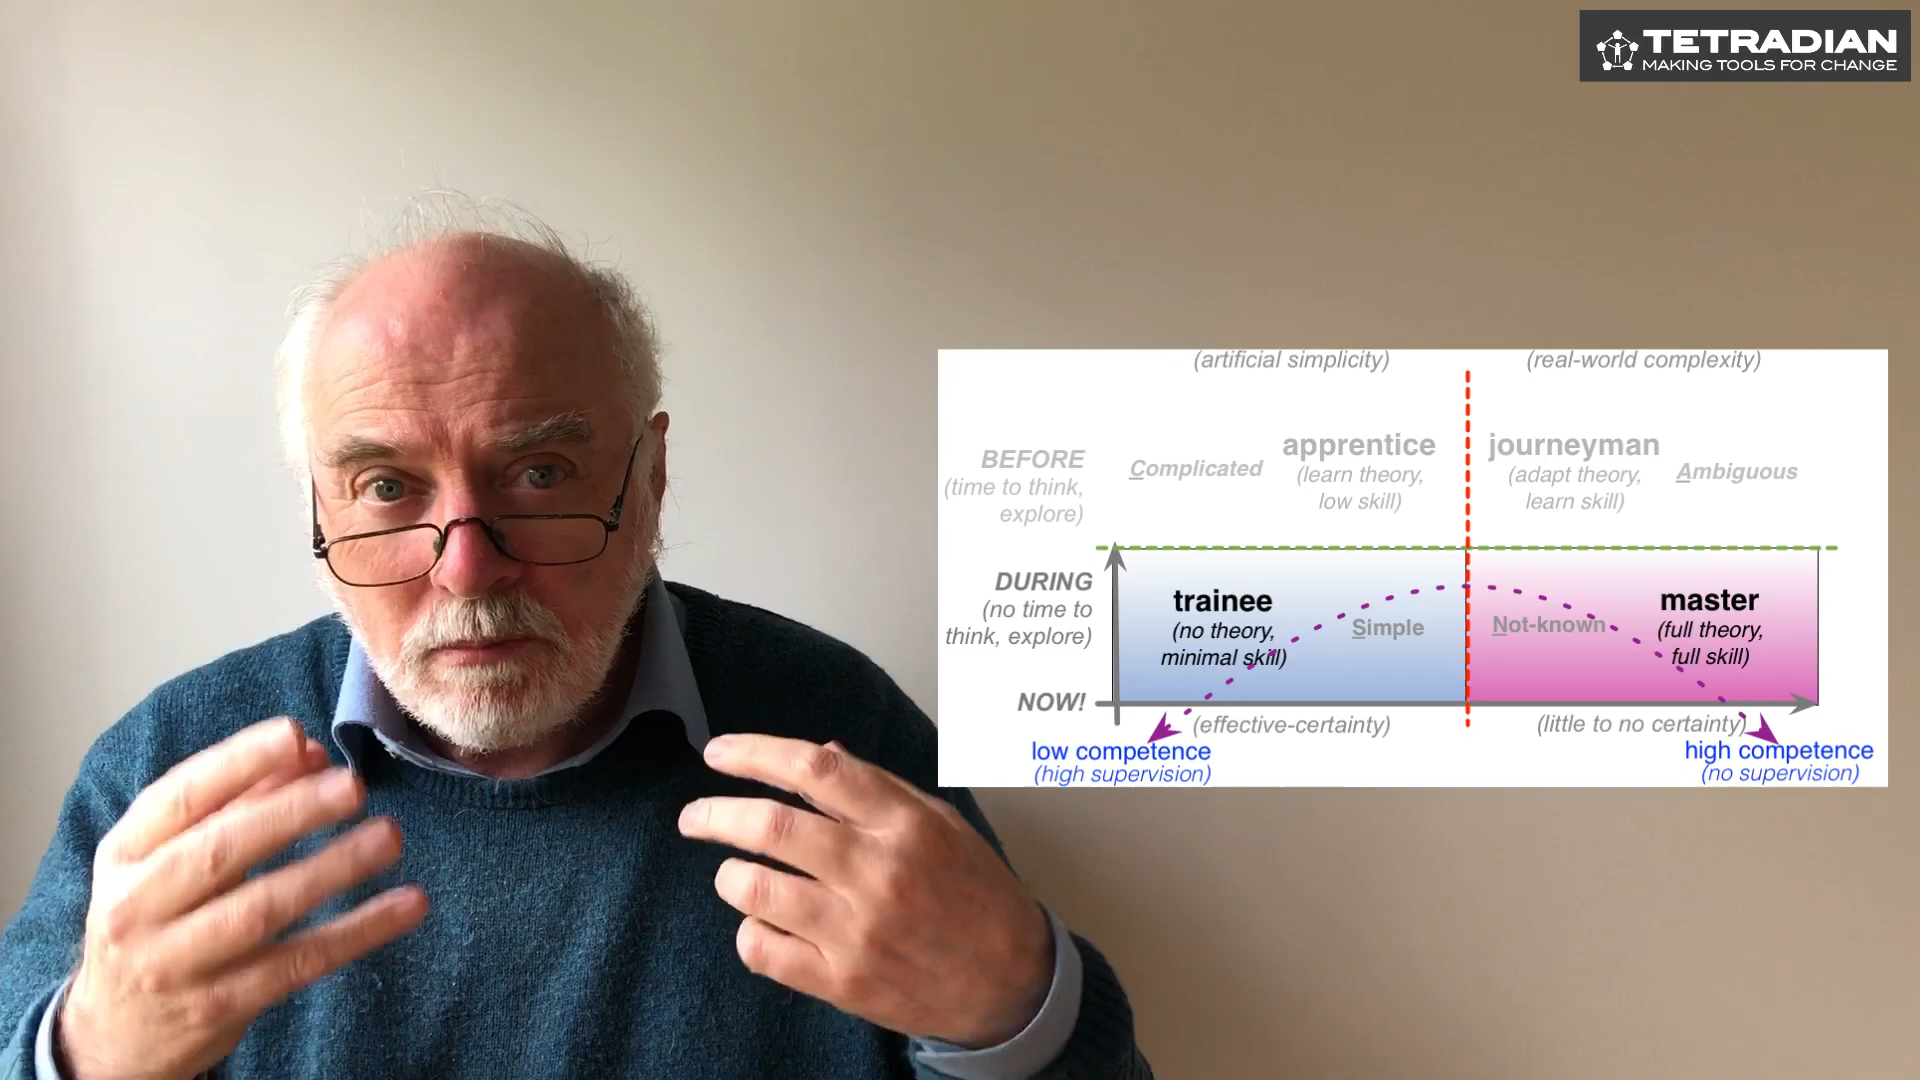 TETRADIAN
MAKING TOOLS FOR CHANGE
(artificial simplicity)
(real-world complexity)
BEFORE
(time to think,
explore)
Complicated
apprentice
(learn theory,
low skill)
journeyman
(adapt theory,
learn skill)
Ambiguous
DURING
(no time to
think, explore)
trainee
(no theory,
minimal skill)
Simple
Not-known
master
(full theory,
full skill)
NOW!
(effective-certainty)
(little to no certainty)
low competence
(high supervision)
high competence
(no supervision)